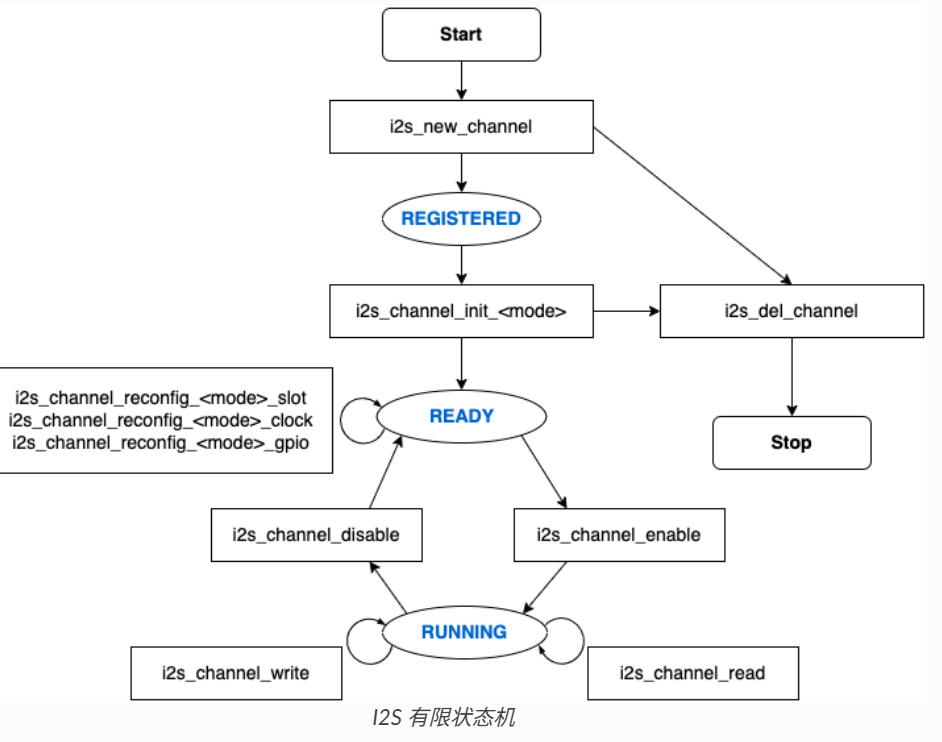 Start
i2s_new_channel
REGISTERED
i2s_channel_init_<mode>
i2s_del_channel
i2s_channel_reconfig_<mode>_slot
i2s_channel_reconfig_<mode>_clock
i2s_channel_reconfig_<mode>_gpio
READY
Stop
i2s_channel_disable
i2s_channel_enable
RUNNING
i2s_channel_write
i2s_channel_read
I2S 有限状态机